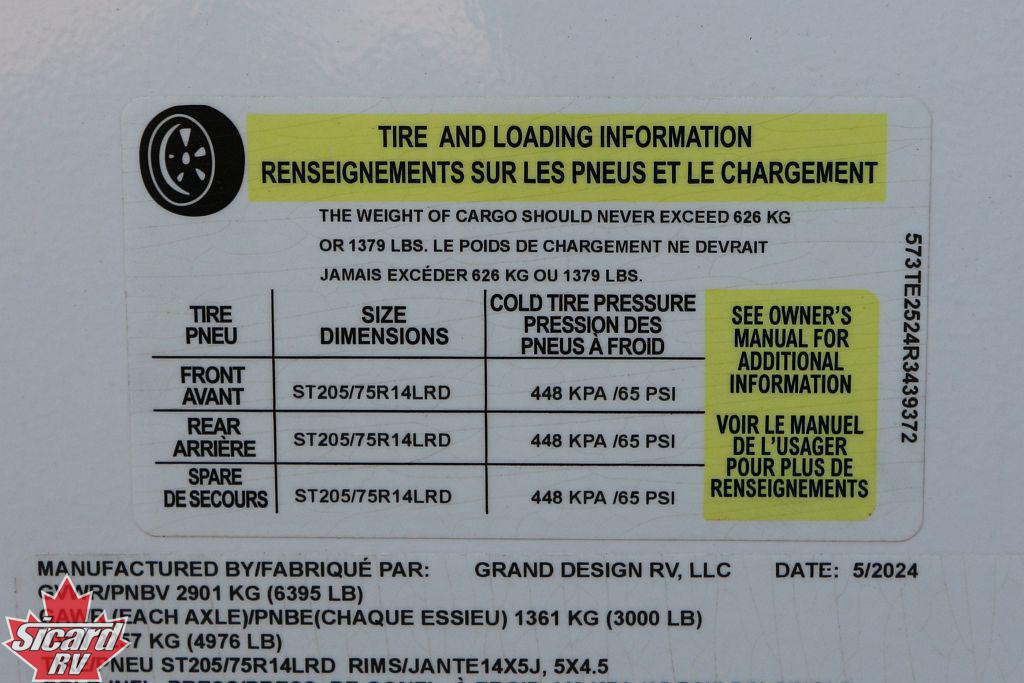 TIRE AND LOADING INFORMATION
RENSEIGNEMENTS SUR LES PNEUS ET LE CHARGEMENT
THE WEIGHT OF CARGO SHOULD NEVER EXCEED 626 KG
OR 1379 LBS. LE POIDS DE CHARGEMENT NE DEVRAIT
JAMAIS EXCÉDER 626 KG OU 1379 LBS.
TIRE
PNEU
SIZE
DIMENSIONS
COLD TIRE PRESSURE
PRESSION DES
PNEUS À FROID
FRONT
AVANT
ST205/75R14LRD
448 KPA /65 PSI
REAR
ARRIÈRE
ST205/75R14LRD
448 KPA /65 PSI
SPARE
DE SECOURS
ST205/75R14LRD
448 KPA /65 PSI
SEE OWNER'S
MANUAL FOR
ADDITIONAL
INFORMATION
VOIR LE MANUEL
DE L'USAGER
POUR PLUS DE
RENSEIGNEMENTS
573TE2524R3439372
MANUFACTURED BY/FABRIQUÉ PAR: GRAND DESIGN RV, LLC DATE: 5/2024
/PNBV 2901 KG (6395 LB)
(EACH AXLE)/PNBE(CHAQUE ESSIEU) 1361 KG (3000 LB)
KG (4976 LB)
/PNEU ST205/75R14LRD RIMS/JANTE14X5J, 5X4.5
Sicard
RV